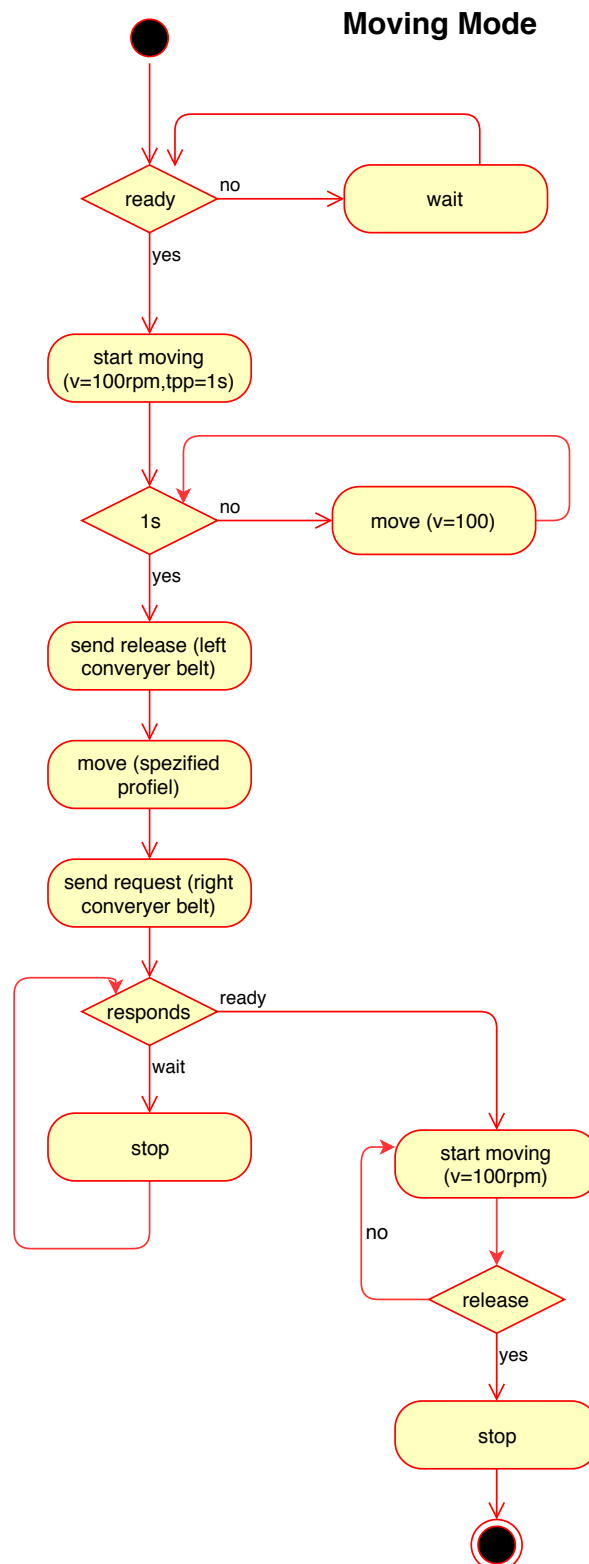 Moving Mode
ready
no
wait
yes
start moving
(v=100rpm,tpp=1s)
1s
no
move (v=100)
yes
send release (left
converyer belt)
move (spezified
profiel)
send request (right
converyer belt)
responds
ready
wait
stop
start moving
(v=100rpm)
no
release
yes
stop